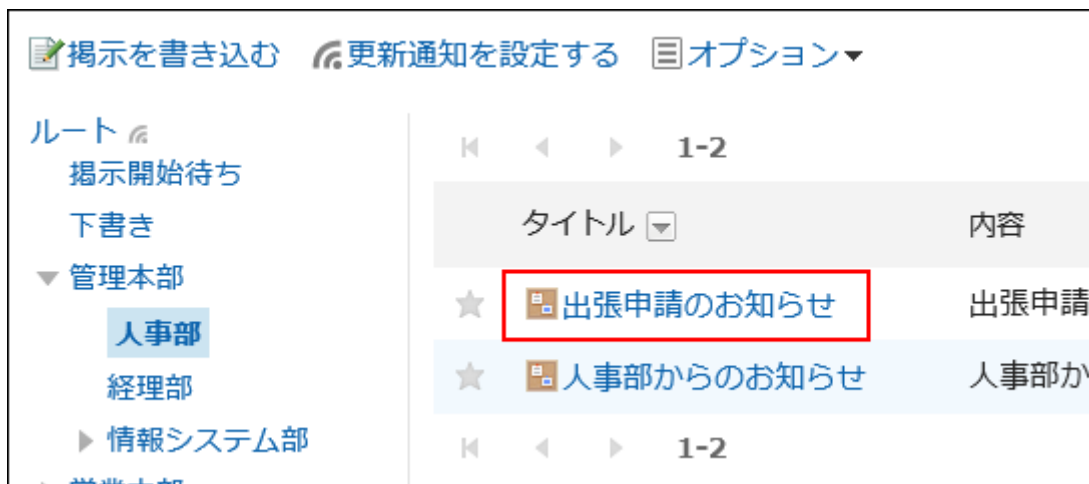 掲示を書き込む 更新通知を設定する オプション
ルート
掲示開始待ち
下書き
管理本部
人事部
経理部
情報システム部
1-2
タイトル 内容
出張申請のお知らせ 出張申請
人事部からのお知らせ 人事部か
1-2